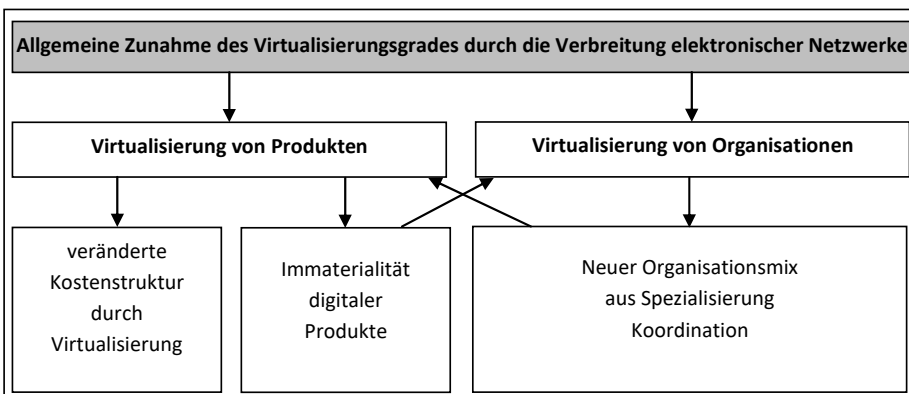 Allgemeine Zunahme des Virtualisierungsgrades durch die Verbreitung elektronischer Netzwerke
Virtualisierung von Produkten
Virtualisierung von Organisationen
veränderte
Kostenstruktur
durch
Virtualisierung
Immaterialität
digitaler
Produkte
Neuer Organisationsmix
aus Spezialisierung
Koordination